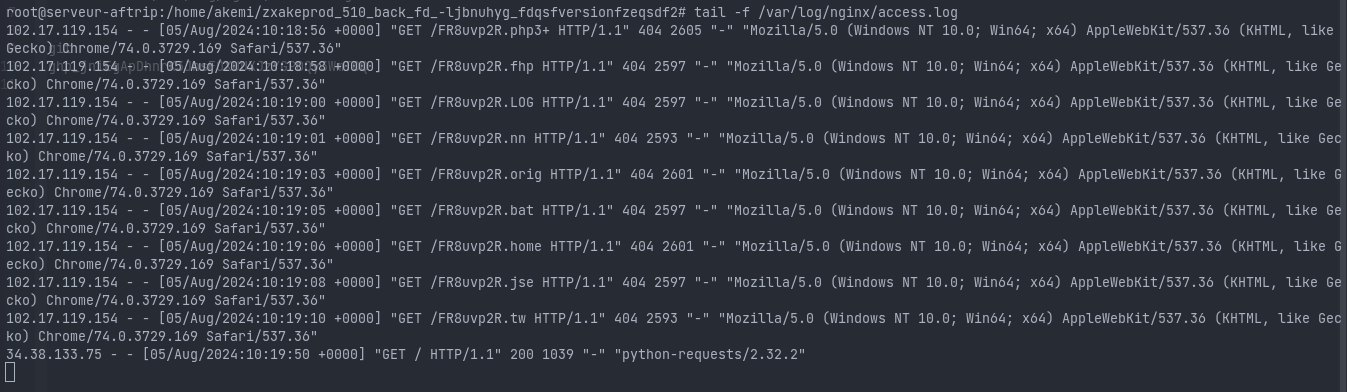 root@serveur-aftrip:/home/akemi/zxakeprod_510_back_fd_-ljbnuhyg_fdqsfversionfzeqsdf2# tail -f /var/log/nginx/access.log
102.17.119.154 - - [05/Aug/2024:10:18:56 +0000] "GET /FR8uvp2R.php3+ HTTP/1.1" 404 2605 "-" "Mozilla/5.0 (Windows NT 10.0; Win64; x64) AppleWebKit/537.36 (KHTML, like
Gecko) Chrome/74.0.3729.169 Safari/537.36"
102.17.119.154 - - [05/Aug/2024:10:18:58 +0000] "GET /FR8uvp2R.fhp HTTP/1.1" 404 2597 "-" "Mozilla/5.0 (Windows NT 10.0; Win64; x64) AppleWebKit/537.36 (KHTML, like Ge
cko) Chrome/74.0.3729.169 Safari/537.36"
102.17.119.154 - - [05/Aug/2024:10:19:00 +0000] "GET /FR8uvp2R.LOG HTTP/1.1" 404 2597 "-" "Mozilla/5.0 (Windows NT 10.0; Win64; x64) AppleWebKit/537.36 (KHTML, like Ge
cko) Chrome/74.0.3729.169 Safari/537.36"
102.17.119.154 - - [05/Aug/2024:10:19:01 +0000] "GET /FR8uvp2R.nn HTTP/1.1" 404 2593 "-" "Mozilla/5.0 (Windows NT 10.0; Win64; x64) AppleWebKit/537.36 (KHTML, like Gec
ko) Chrome/74.0.3729.169 Safari/537.36"
102.17.119.154 - - [05/Aug/2024:10:19:03 +0000] "GET /FR8uvp2R.orig HTTP/1.1" 404 2601 "-" "Mozilla/5.0 (Windows NT 10.0; Win64; x64) AppleWebKit/537.36 (KHTML, like G
ecko) Chrome/74.0.3729.169 Safari/537.36"
102.17.119.154 - - [05/Aug/2024:10:19:05 +0000] "GET /FR8uvp2R.bat HTTP/1.1" 404 2597 "-" "Mozilla/5.0 (Windows NT 10.0; Win64; x64) AppleWebKit/537.36 (KHTML, like Ge
cko) Chrome/74.0.3729.169 Safari/537.36"
102.17.119.154 - - [05/Aug/2024:10:19:06 +0000] "GET /FR8uvp2R.home HTTP/1.1" 404 2601 "-" "Mozilla/5.0 (Windows NT 10.0; Win64; x64) AppleWebKit/537.36 (KHTML, like G
ecko) Chrome/74.0.3729.169 Safari/537.36"
102.17.119.154 - - [05/Aug/2024:10:19:08 +0000] "GET /FR8uvp2R.jse HTTP/1.1" 404 2597 "-" "Mozilla/5.0 (Windows NT 10.0; Win64; x64) AppleWebKit/537.36 (KHTML, like Ge
cko) Chrome/74.0.3729.169 Safari/537.36"
102.17.119.154 - - [05/Aug/2024:10:19:10 +0000] "GET /FR8uvp2R.tw HTTP/1.1" 404 2593 "-" "Mozilla/5.0 (Windows NT 10.0; Win64; x64) AppleWebKit/537.36 (KHTML, like Gec
ko) Chrome/74.0.3729.169 Safari/537.36"
34.38.133.75 - - [05/Aug/2024:10:19:50 +0000] "GET / HTTP/1.1" 200 1039 "-" "python-requests/2.32.2"